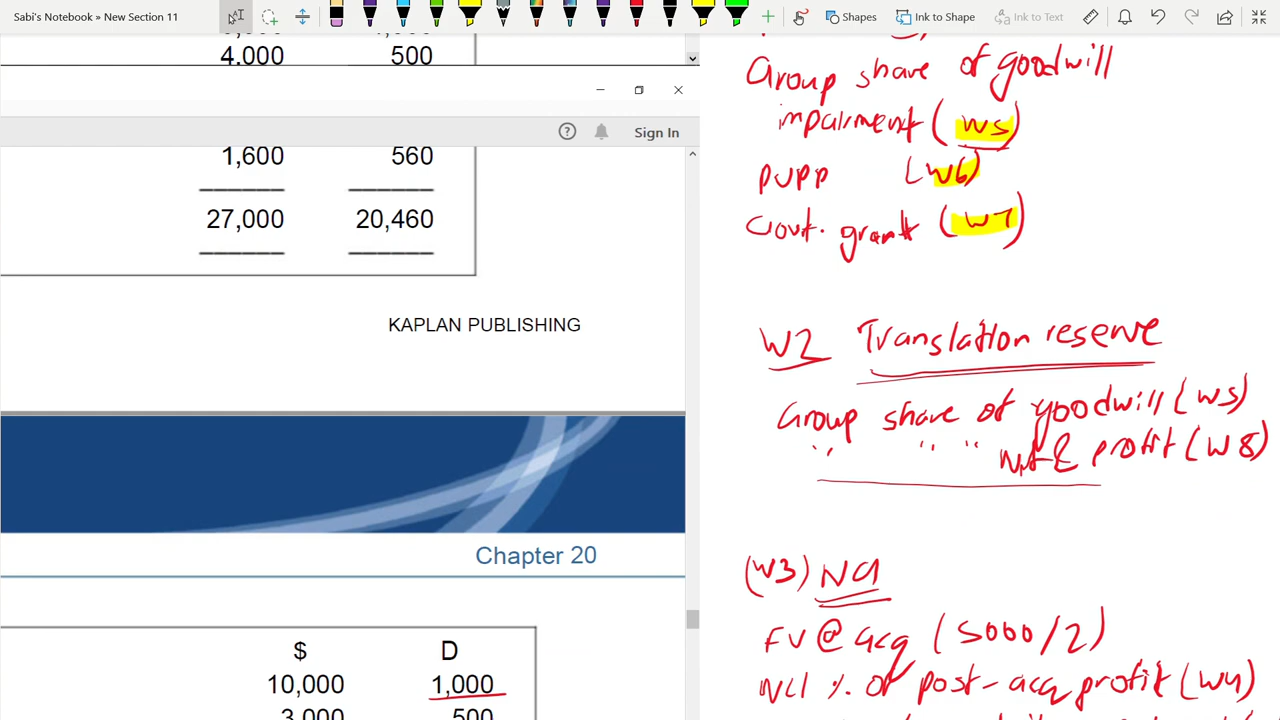 Sabi's Notebook » New Section 11
Shapes
Ink to Shape
Ink to Text
4,000 500
Sign In
1,600 560
27,000 20,460
KAPLAN PUBLISHING
Chapter 20
$ D
10,000 1,000
3,000 500
Group share of goodwill
impairment (W5)
PUPP (W6)
Govt. grant (W7)
W2 Translation reserve
Group share of goodwill (W5)
" " " NA & profit (W8)
(W3) NCI
FV @ acq (5000/2)
NCI % of post-acq profit (W4)